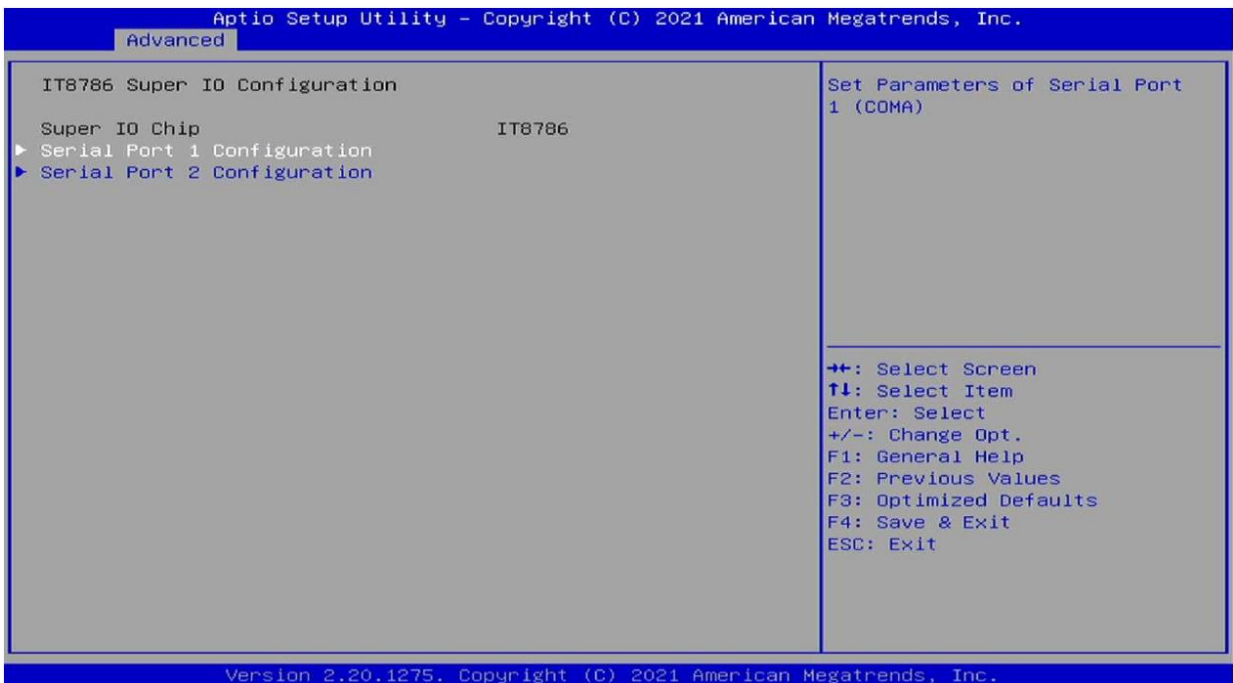 Aptio Setup Utility – Copyright (C) 2021 American Megatrends, Inc.
Advanced
IT8786 Super IO Configuration
Super IO Chip IT8786
► Serial Port 1 Configuration
► Serial Port 2 Configuration
Set Parameters of Serial Port
1 (COMA)
→←: Select Screen
↑↓: Select Item
Enter: Select
+/-: Change Opt.
F1: General Help
F2: Previous Values
F3: Optimized Defaults
F4: Save & Exit
ESC: Exit
Version 2.20.1275. Copyright (C) 2021 American Megatrends, Inc.